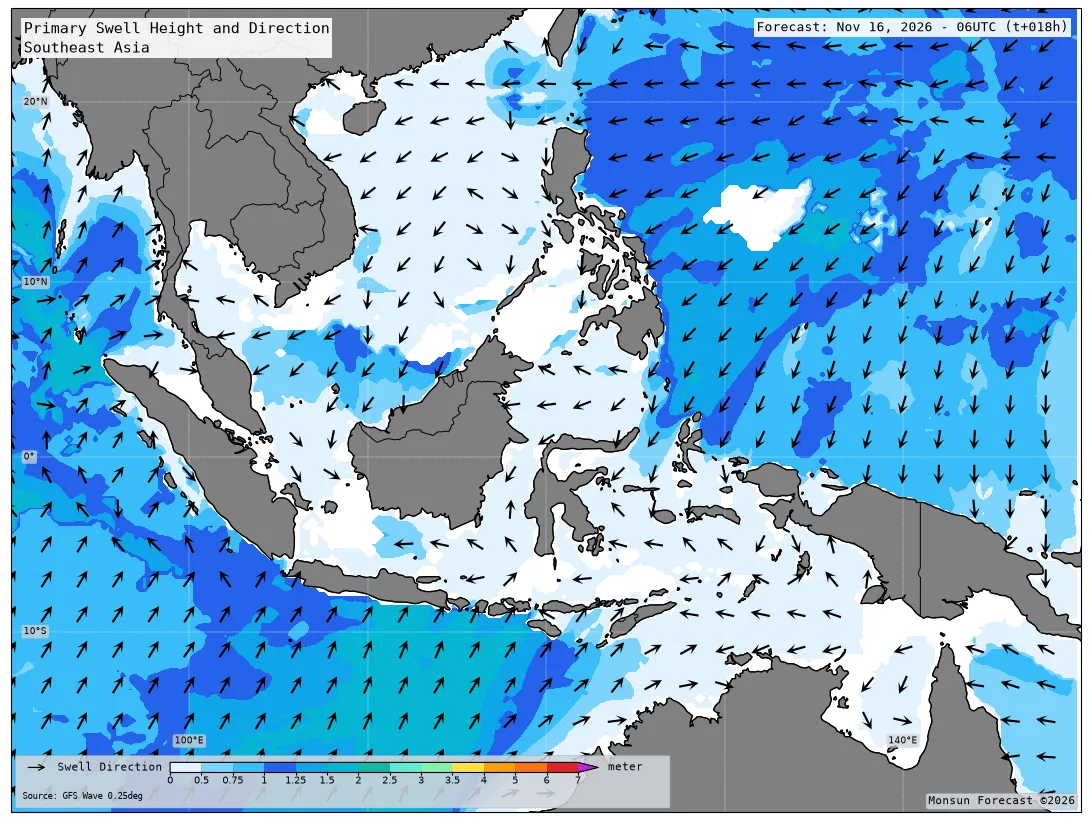 Primary Swell Height and Direction
Southeast Asia
Forecast: Nov 16, 2026 - 06UTC (t+018h)
20°N
10°N
0°
10°S
100°E
140°E
Swell Direction
0 0.5 0.75 1 1.25 1.5 2 2.5 3 3.5 4 5 6 7
meter
Source: GFS Wave 0.25deg
Monsun Forecast ©2026